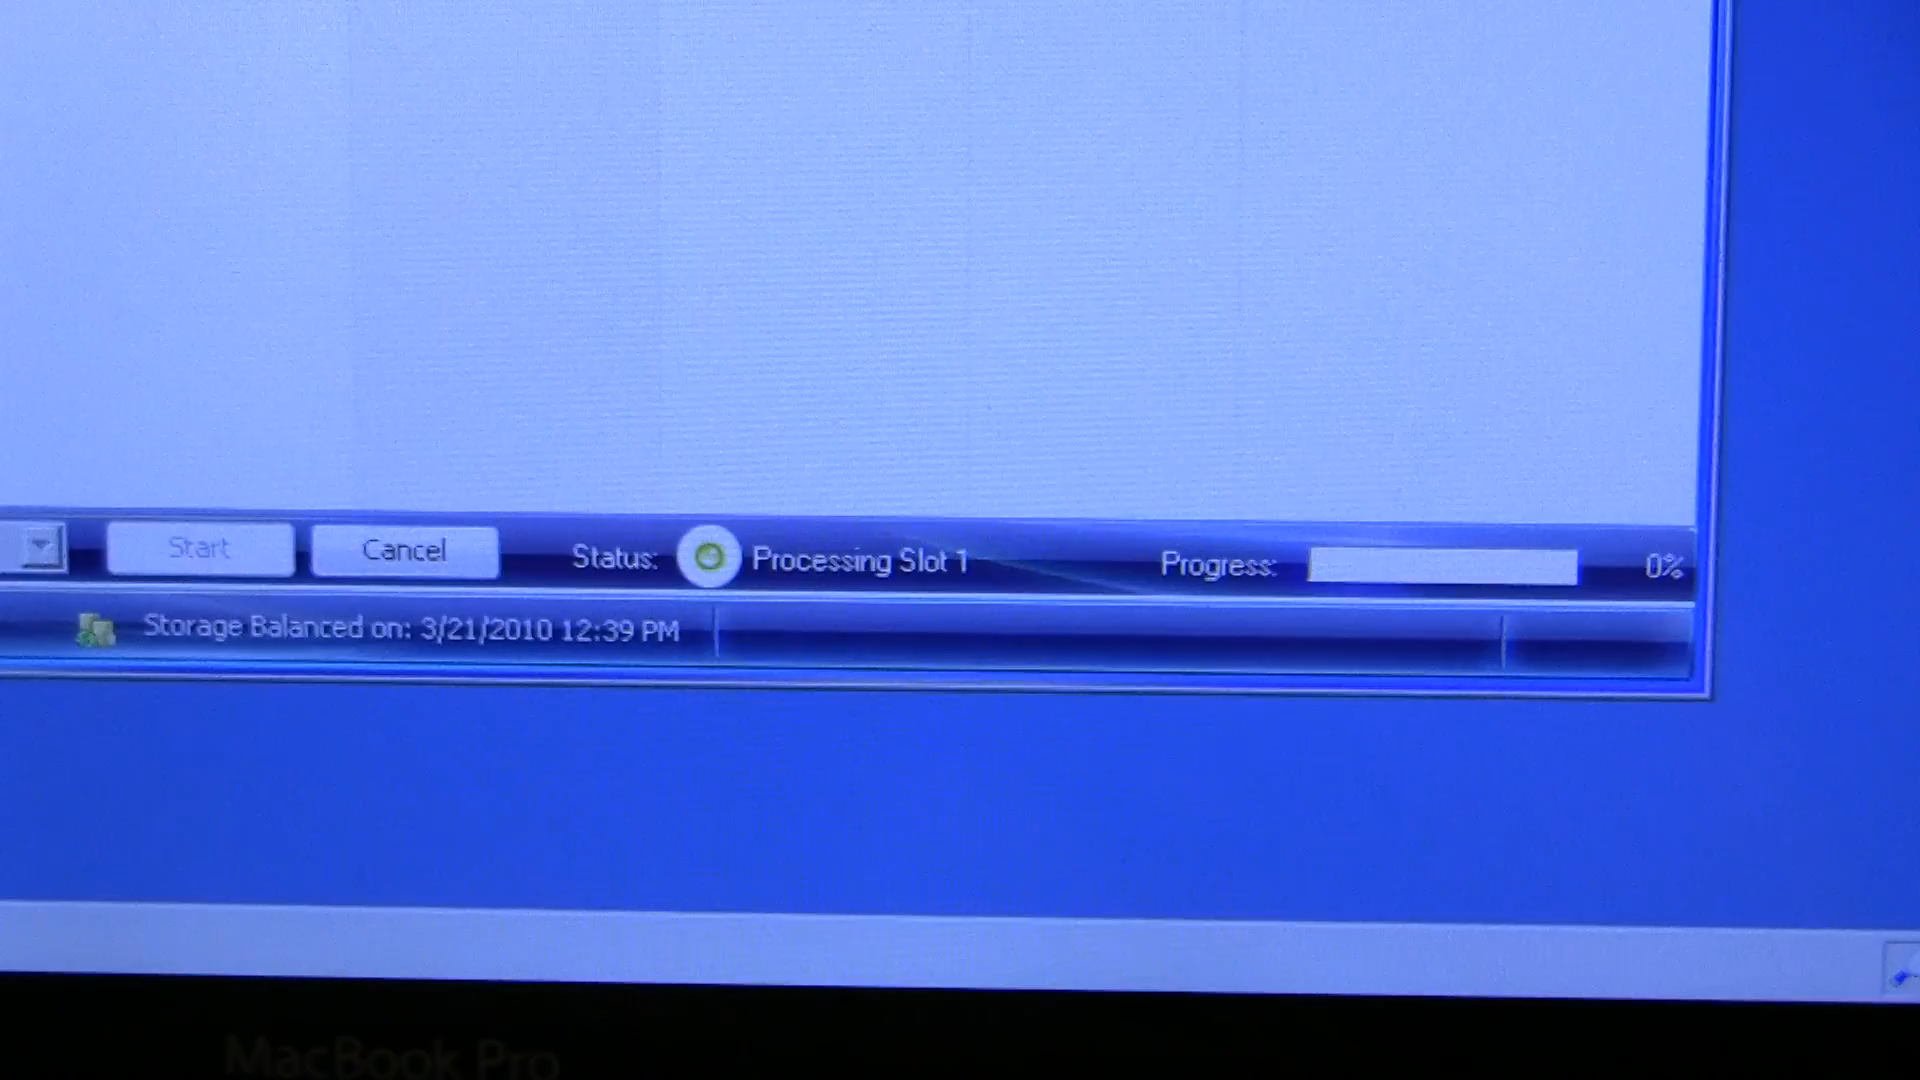 Start Cancel Status: Processing Slot 1 Progress: 0%
Storage Balanced on: 3/21/2010 12:39 PM
MacBook Pro